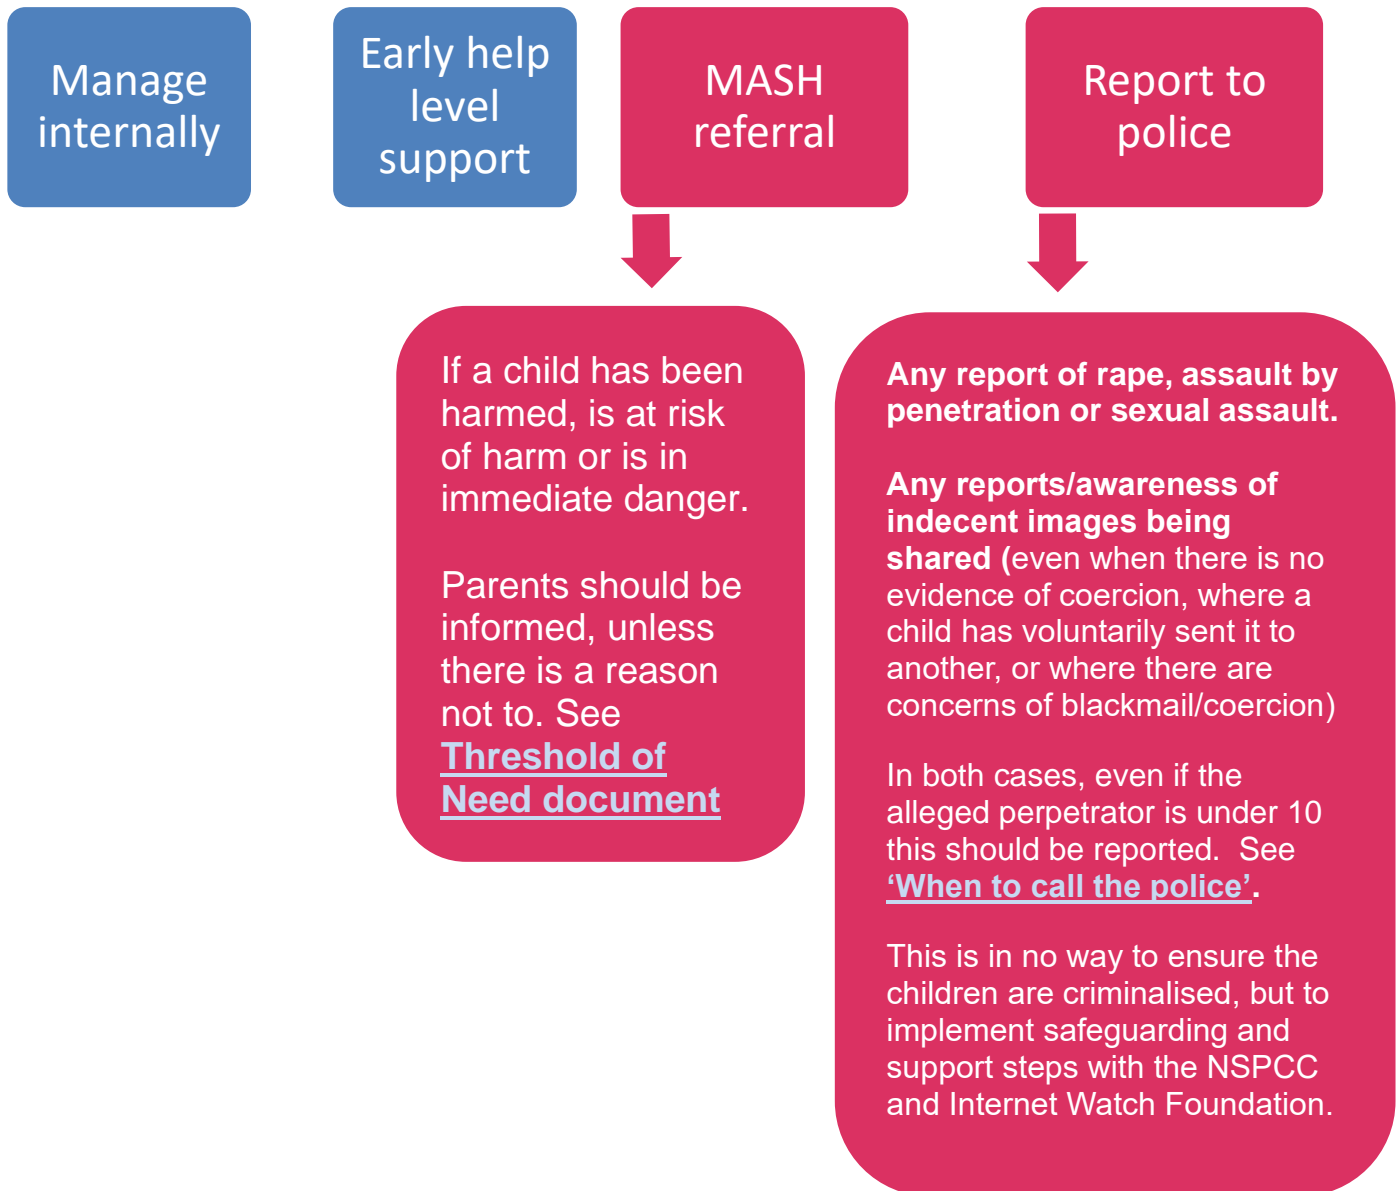 Manage
internally
Early help
level
support
MASH
referral
Report to
police
If a child has been
harmed, is at risk
of harm or is in
immediate danger.
Parents should be
informed, unless
there is a reason
not to. See
Threshold of
Need document
Any report of rape, assault by
penetration or sexual assault.
Any reports/awareness of
indecent images being
shared (even when there is no
evidence of coercion, where a
child has voluntarily sent it to
another, or where there are
concerns of blackmail/coercion)
In both cases, even if the
alleged perpetrator is under 10
this should be reported.  See
‘When to call the police’.
This is in no way to ensure the
children are criminalised, but to
implement safeguarding and
support steps with the NSPCC
and Internet Watch Foundation.